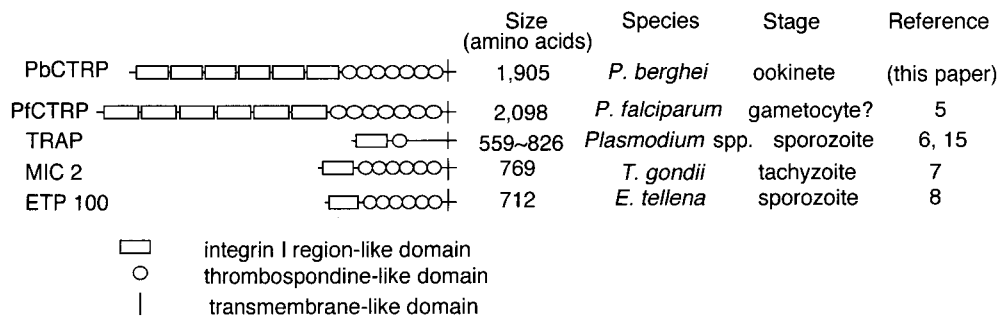 Size Species Stage Reference
(amino acids)
PbCTRP 1,905 P. berghei ookinete (this paper)
PfCTRP 2,098 P. falciparum gametocyte? 5
TRAP 559~826 Plasmodium spp. sporozoite 6, 15
MIC 2 769 T. gondii tachyzoite 7
ETP 100 712 E. tellena sporozoite 8
integrin I region-like domain
thrombospondine-like domain
transmembrane-like domain